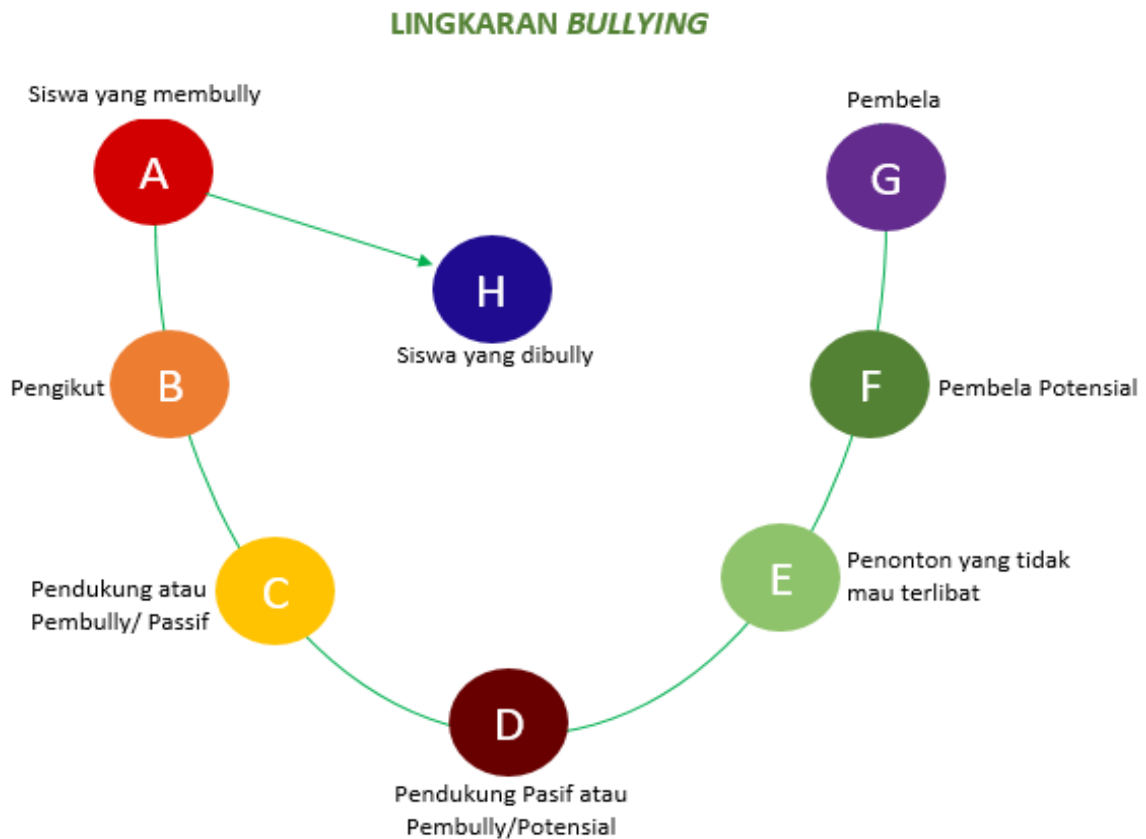 LINGKARAN BULLYING
Siswa yang membully
A
Pembela
G
H
Siswa yang dibully
Pengikut
B
F
Pembela Potensial
Pendukung atau
Pembully/ Passif
C
E
Penonton yang tidak
mau terlibat
D
Pendukung Pasif atau
Pembully/Potensial